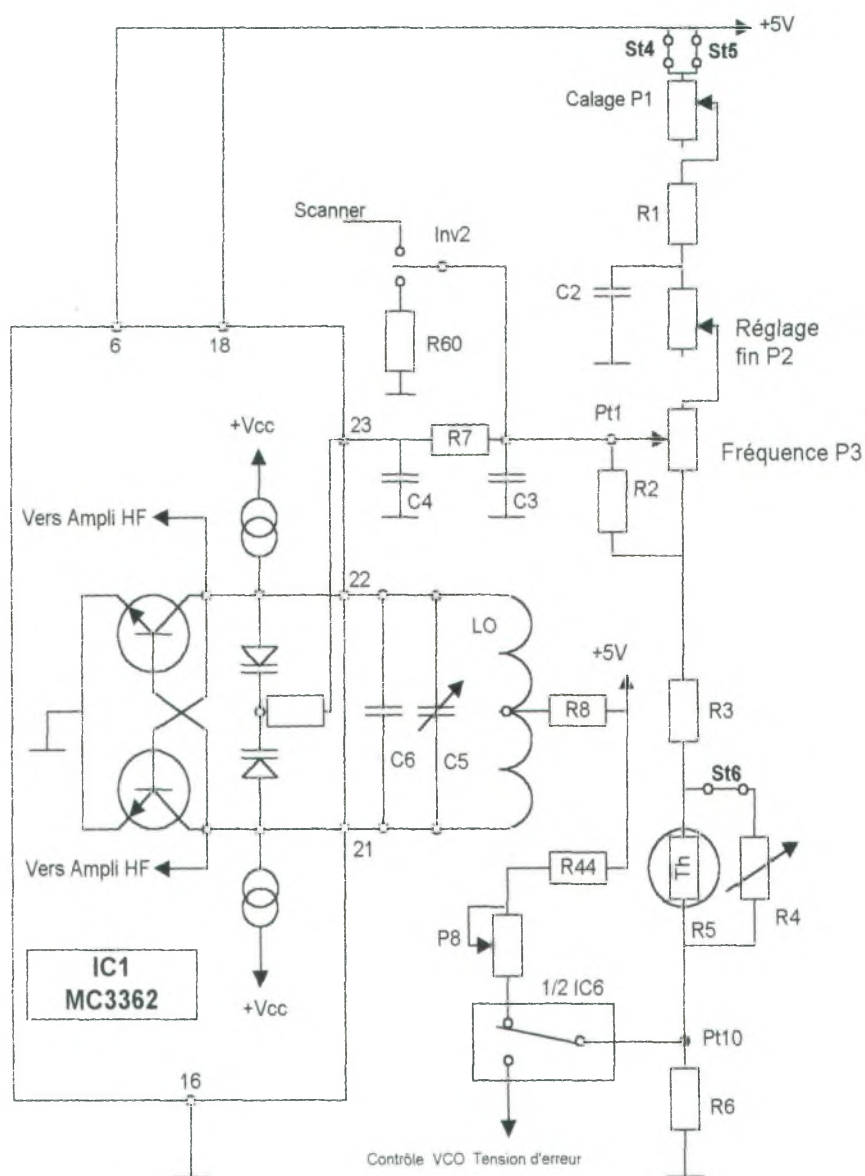 +5V
St4
St5
Calage P1
R1
Scanner
Inv2
C2
R60
Réglage
fin P2
6
18
Pt1
+Vcc
23
R7
Fréquence P3
C4
C3
R2
Vers Ampli HF
22
LO
+5V
R8
R3
C6
C5
St6
21
Vers Ampli HF
R44
Th
R5
R4
P8
IC1
MC3362
+Vcc
1/2 IC6
Pt10
16
R6
Contrôle VCO Tension d'erreur